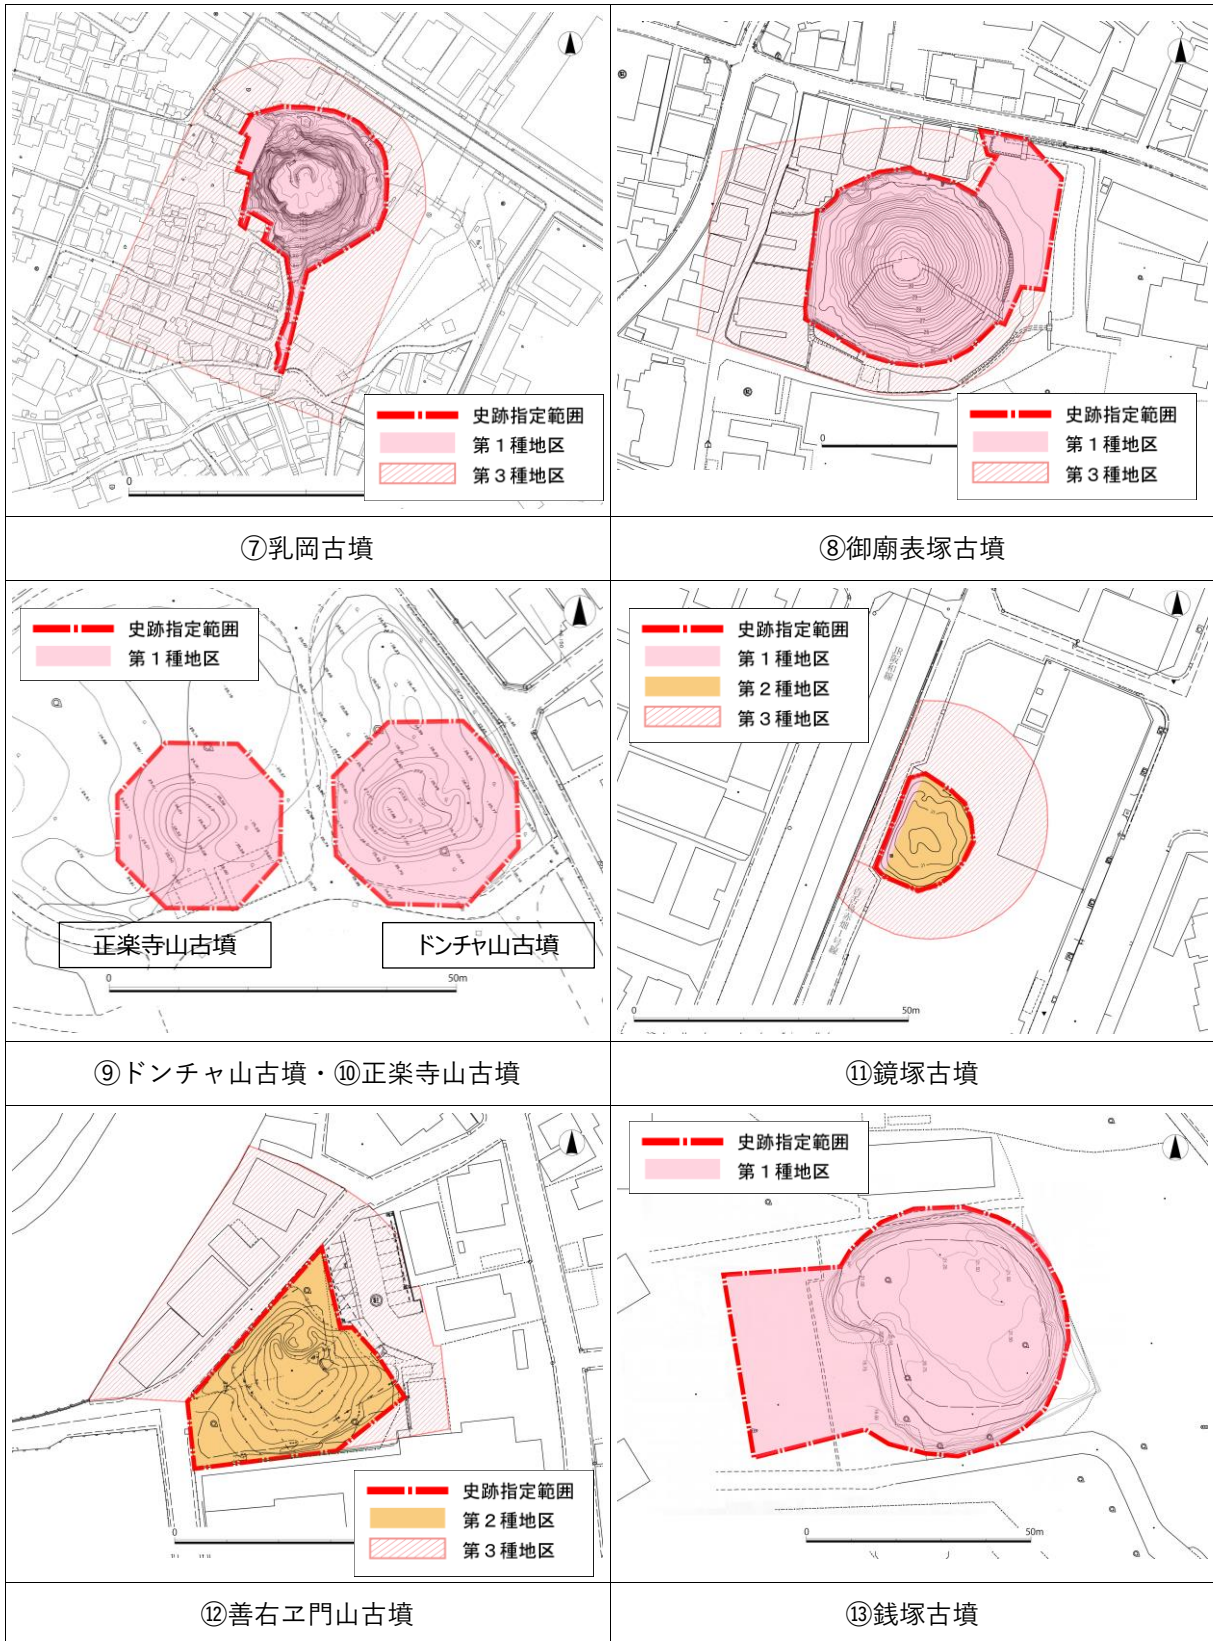 史跡指定範囲
第１種地区
第３種地区
0
⑦乳岡古墳
史跡指定範囲
第１種地区
第３種地区
0
⑧御廟表塚古墳
史跡指定範囲
第１種地区
正楽寺山古墳
ドンチャ山古墳
0 50m
⑨ドンチャ山古墳・⑩正楽寺山古墳
史跡指定範囲
第１種地区
第２種地区
第３種地区
0 50m
⑪鏡塚古墳
史跡指定範囲
第２種地区
第３種地区
0
⑫善右ヱ門山古墳
史跡指定範囲
第１種地区
0 50m
⑬銭塚古墳